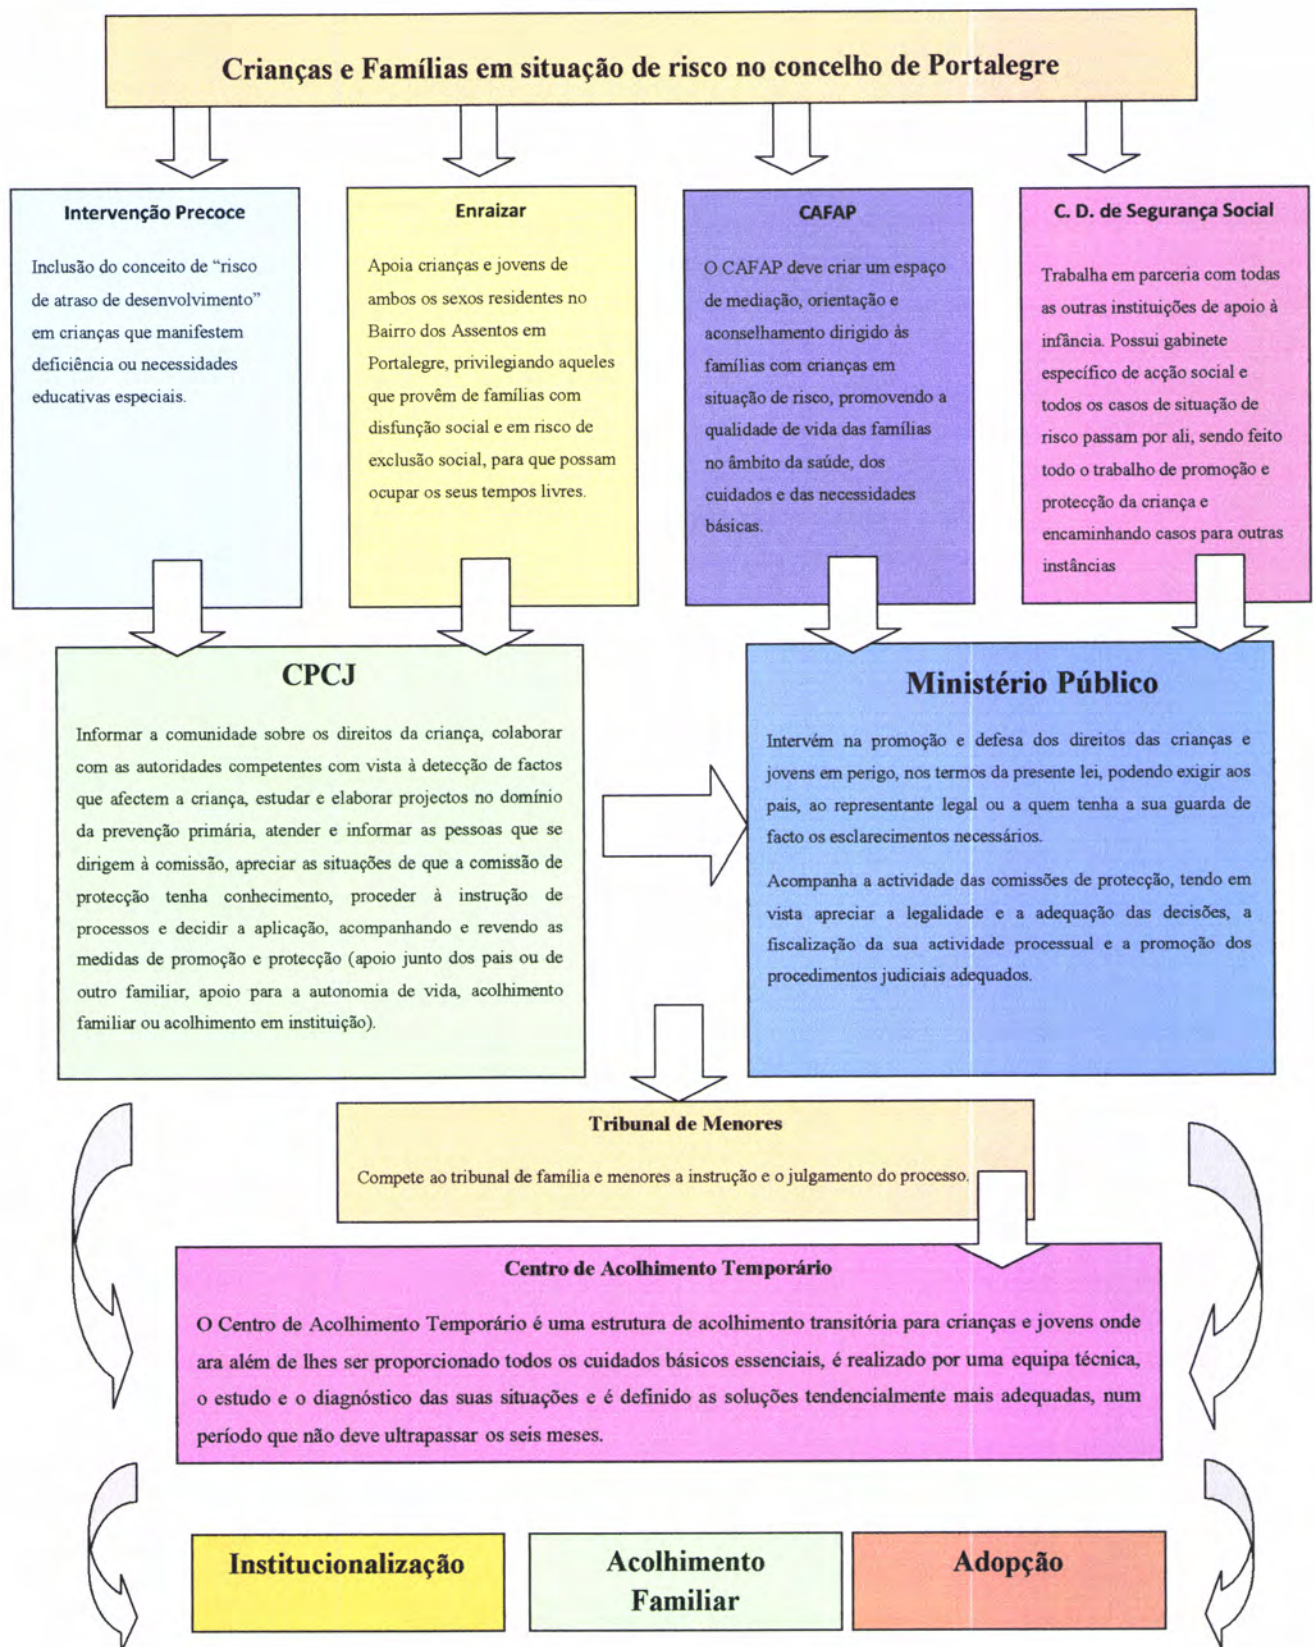 Crianças e Famílias em situação de risco no concelho de Portalegre
Intervenção Precoce
Inclusão do conceito de “risco
de atraso de desenvolvimento”
em crianças que manifestem
deficiência ou necessidades
educativas especiais.
Enraizar
Apoia crianças e jovens de
ambos os sexos residentes no
Bairro dos Assentos em
Portalegre, privilegiando aqueles
que provêm de famílias com
disfunção social e em risco de
exclusão social, para que possam
ocupar os seus tempos livres.
CAFAP
O CAFAP deve criar um espaço
de mediação, orientação e
aconselhamento dirigido às
famílias com crianças em
situação de risco, promovendo a
qualidade de vida das famílias
no âmbito da saúde, dos
cuidados e das necessidades
básicas.
C. D. de Segurança Social
Trabalha em parceria com todas
as outras instituições de apoio à
infância. Possui gabinete
específico de acção social e
todos os casos de situação de
risco passam por ali, sendo feito
todo o trabalho de promoção e
protecção da criança e
encaminhando casos para outras
instâncias
CPCJ
Informar a comunidade sobre os direitos da criança, colaborar
com as autoridades competentes com vista à detecção de factos
que afectem a criança, estudar e elaborar projectos no domínio
da prevenção primária, atender e informar as pessoas que se
dirigem à comissão, apreciar as situações de que a comissão de
protecção tenha conhecimento, proceder à instrução de
processos e decidir a aplicação, acompanhando e revendo as
medidas de promoção e protecção (apoio junto dos pais ou de
outro familiar, apoio para a autonomia de vida, acolhimento
familiar ou acolhimento em instituição).
Ministério Público
Intervém na promoção e defesa dos direitos das crianças e
jovens em perigo, nos termos da presente lei, podendo exigir aos
pais, ao representante legal ou a quem tenha a sua guarda de
facto os esclarecimentos necessários.
Acompanha a actividade das comissões de protecção, tendo em
vista apreciar a legalidade e a adequação das decisões, a
fiscalização da sua actividade processual e a promoção dos
procedimentos judiciais adequados.
Tribunal de Menores
Compete ao tribunal de família e menores a instrução e o julgamento do processo.
Centro de Acolhimento Temporário
O Centro de Acolhimento Temporário é uma estrutura de acolhimento transitória para crianças e jovens onde
ara além de lhes ser proporcionado todos os cuidados básicos essenciais, é realizado por uma equipa técnica,
o estudo e o diagnóstico das suas situações e é definido as soluções tendencialmente mais adequadas, num
período que não deve ultrapassar os seis meses.
Institucionalização
Acolhimento
Familiar
Adopção